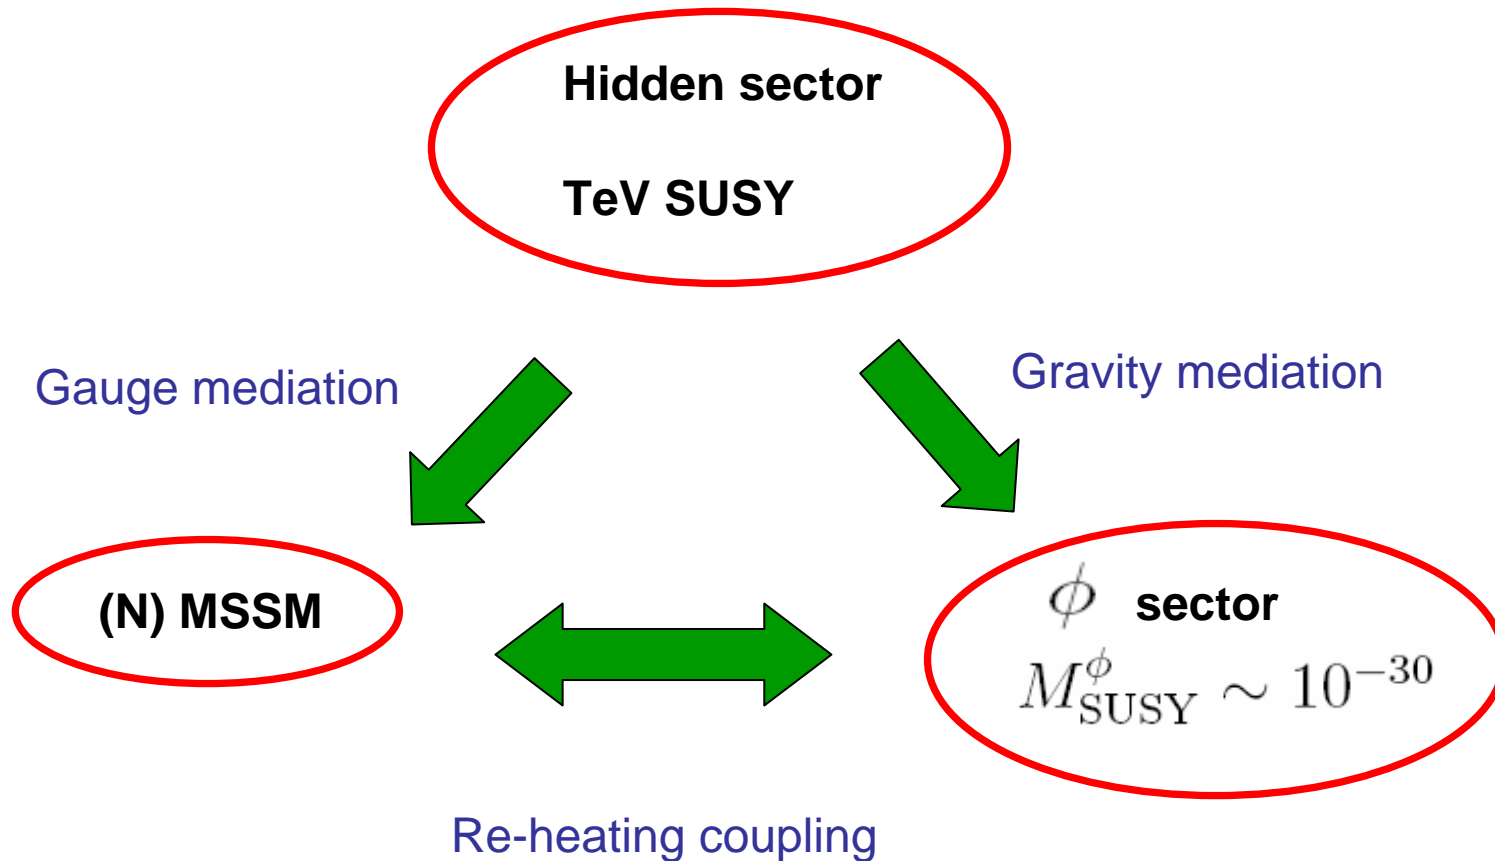 Hidden sector
TeV SUSY
Gauge mediation
Gravity mediation
(N) MSSM
ϕ sector
M^ϕ_SUSY ∼ 10^−30
Re-heating coupling